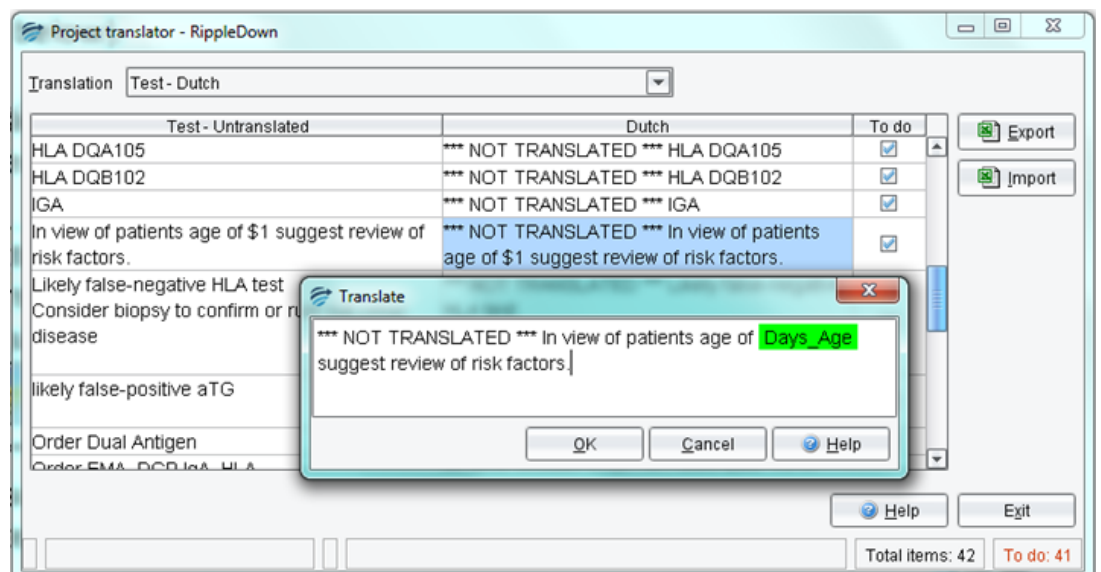 Project translator - RippleDown
Translation Test - Dutch
Test - Untranslated Dutch To do
HLA DQA105 *** NOT TRANSLATED *** HLA DQA105
Export
HLA DQB102 *** NOT TRANSLATED *** HLA DQB102
Import
IGA *** NOT TRANSLATED *** IGA
In view of patients age of $1 suggest review of
risk factors.
*** NOT TRANSLATED *** In view of patients
age of $1 suggest review of risk factors.
Likely false-negative HLA test
Consider biopsy to confirm or
disease
likely false-positive aTG
Order Dual Antigen
Order EMA, DGP IgA, HLA
Translate
*** NOT TRANSLATED *** In view of patients age of Days_Age
suggest review of risk factors.
OK Cancel Help
Help Exit
Total items: 42 To do: 41